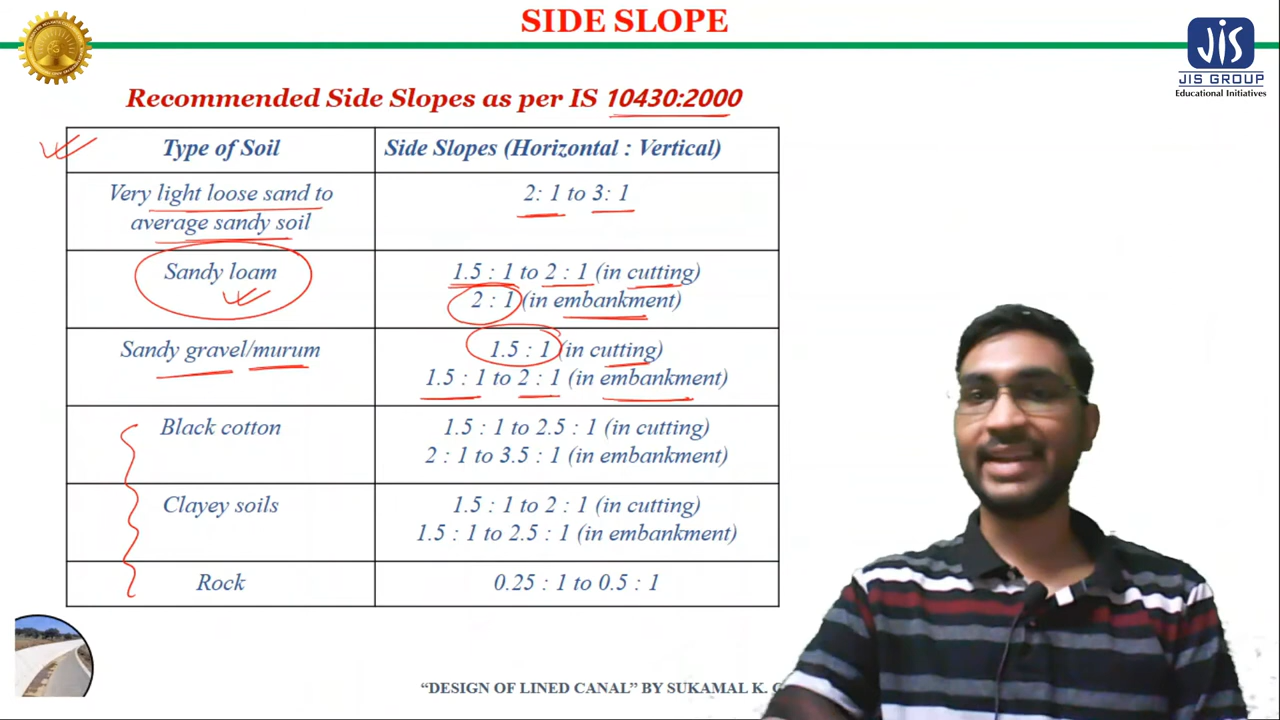 SIDE SLOPE
JIS
JIS GROUP
Educational Initiatives
Recommended Side Slopes as per IS 10430:2000
Type of Soil
Side Slopes (Horizontal : Vertical)
Very light loose sand to
average sandy soil
2: 1 to 3: 1
Sandy loam
1.5 : 1 to 2 : 1 (in cutting)
2 : 1 (in embankment)
Sandy gravel/murum
1.5 : 1 (in cutting)
1.5 : 1 to 2 : 1 (in embankment)
Black cotton
1.5 : 1 to 2.5 : 1 (in cutting)
2 : 1 to 3.5 : 1 (in embankment)
Clayey soils
1.5 : 1 to 2 : 1 (in cutting)
1.5 : 1 to 2.5 : 1 (in embankment)
Rock
0.25 : 1 to 0.5 : 1
“DESIGN OF LINED CANAL” BY SUKAMAL K. G